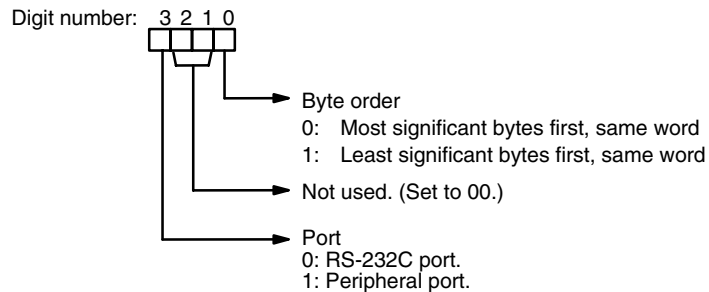 Digit number: 3 2 1 0
Byte order
0: Most significant bytes first, same word
1: Least significant bytes first, same word
Not used. (Set to 00.)
Port
0: RS-232C port.
1: Peripheral port.